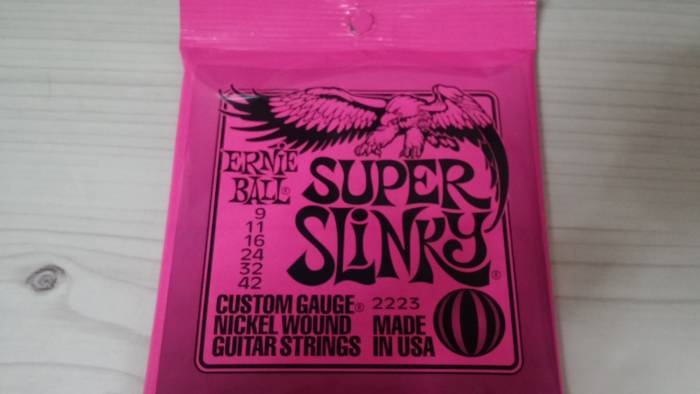 ERNiE
BALL®
SUPER
SLiNKY®
9
11
16
24
32
42
CUSTOM GAUGE®
NICKEL WOUND
GUITAR STRINGS
2223
MADE
IN USA